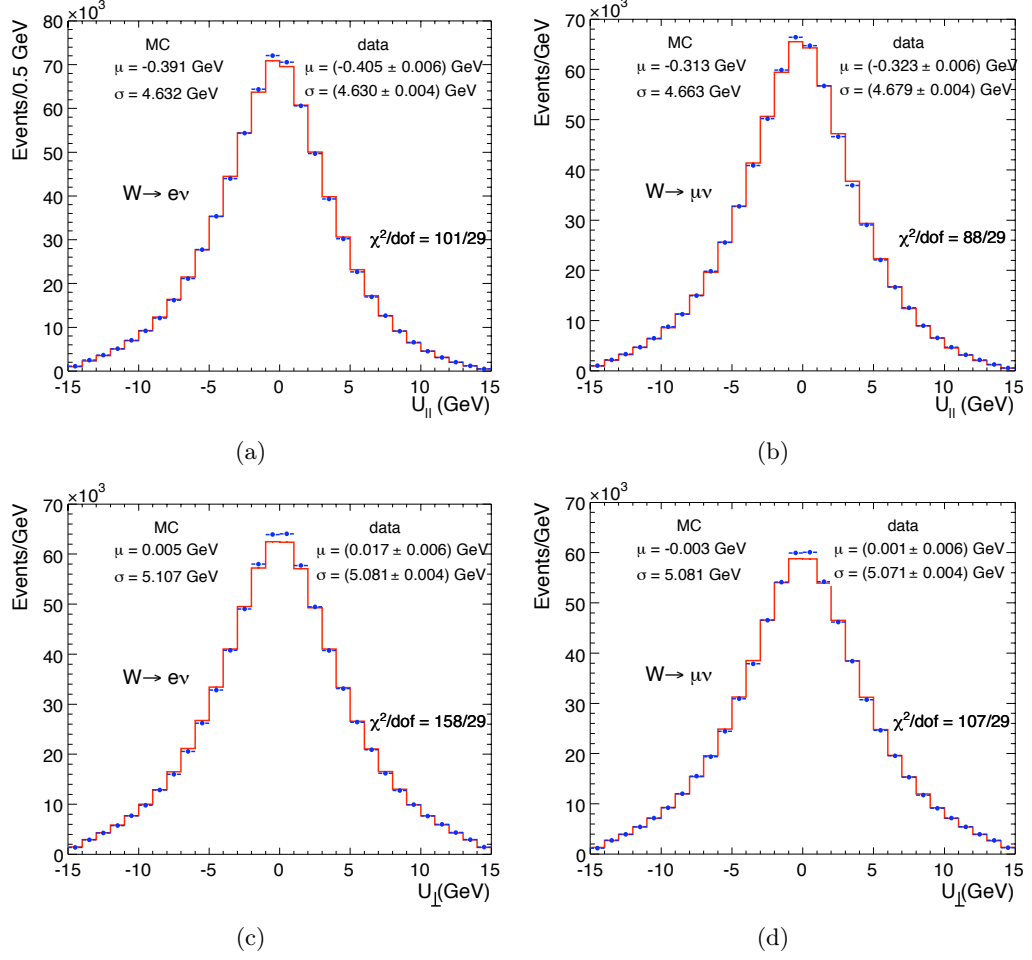 ×10³
Events/0.5 GeV
80
70
60
50
40
30
20
10
0
MC
μ = -0.391 GeV
σ = 4.632 GeV
data
μ = (-0.405 ± 0.006) GeV
σ = (4.630 ± 0.004) GeV
W→ eν
χ²/dof = 101/29
-15 -10 -5 0 5 10 15
U|| (GeV)
(a)
×10³
Events/GeV
70
60
50
40
30
20
10
0
MC
μ = -0.313 GeV
σ = 4.663 GeV
data
μ = (-0.323 ± 0.006) GeV
σ = (4.679 ± 0.004) GeV
W→ μν
χ²/dof = 88/29
-15 -10 -5 0 5 10 15
U|| (GeV)
(b)
×10³
Events/GeV
70
60
50
40
30
20
10
0
MC
μ = 0.005 GeV
σ = 5.107 GeV
data
μ = (0.017 ± 0.006) GeV
σ = (5.081 ± 0.004) GeV
W→ eν
χ²/dof = 158/29
-15 -10 -5 0 5 10 15
U⊥(GeV)
(c)
×10³
Events/GeV
70
60
50
40
30
20
10
0
MC
μ = -0.003 GeV
σ = 5.081 GeV
data
μ = (0.001 ± 0.006) GeV
σ = (5.071 ± 0.004) GeV
W→ μν
χ²/dof = 107/29
-15 -10 -5 0 5 10 15
U⊥(GeV)
(d)